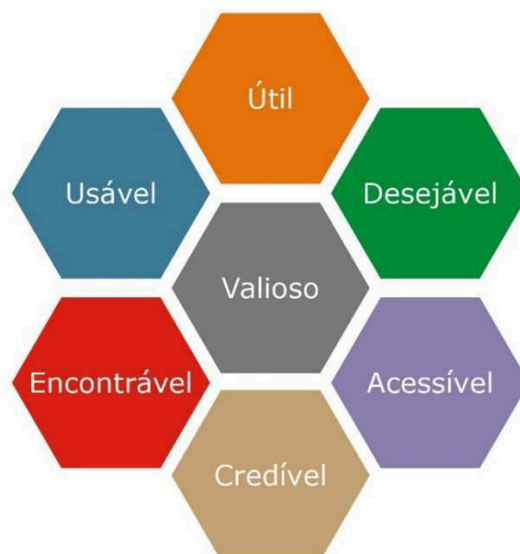 Útil
Usável
Desejável
Valioso
Encontrável
Acessível
Credível